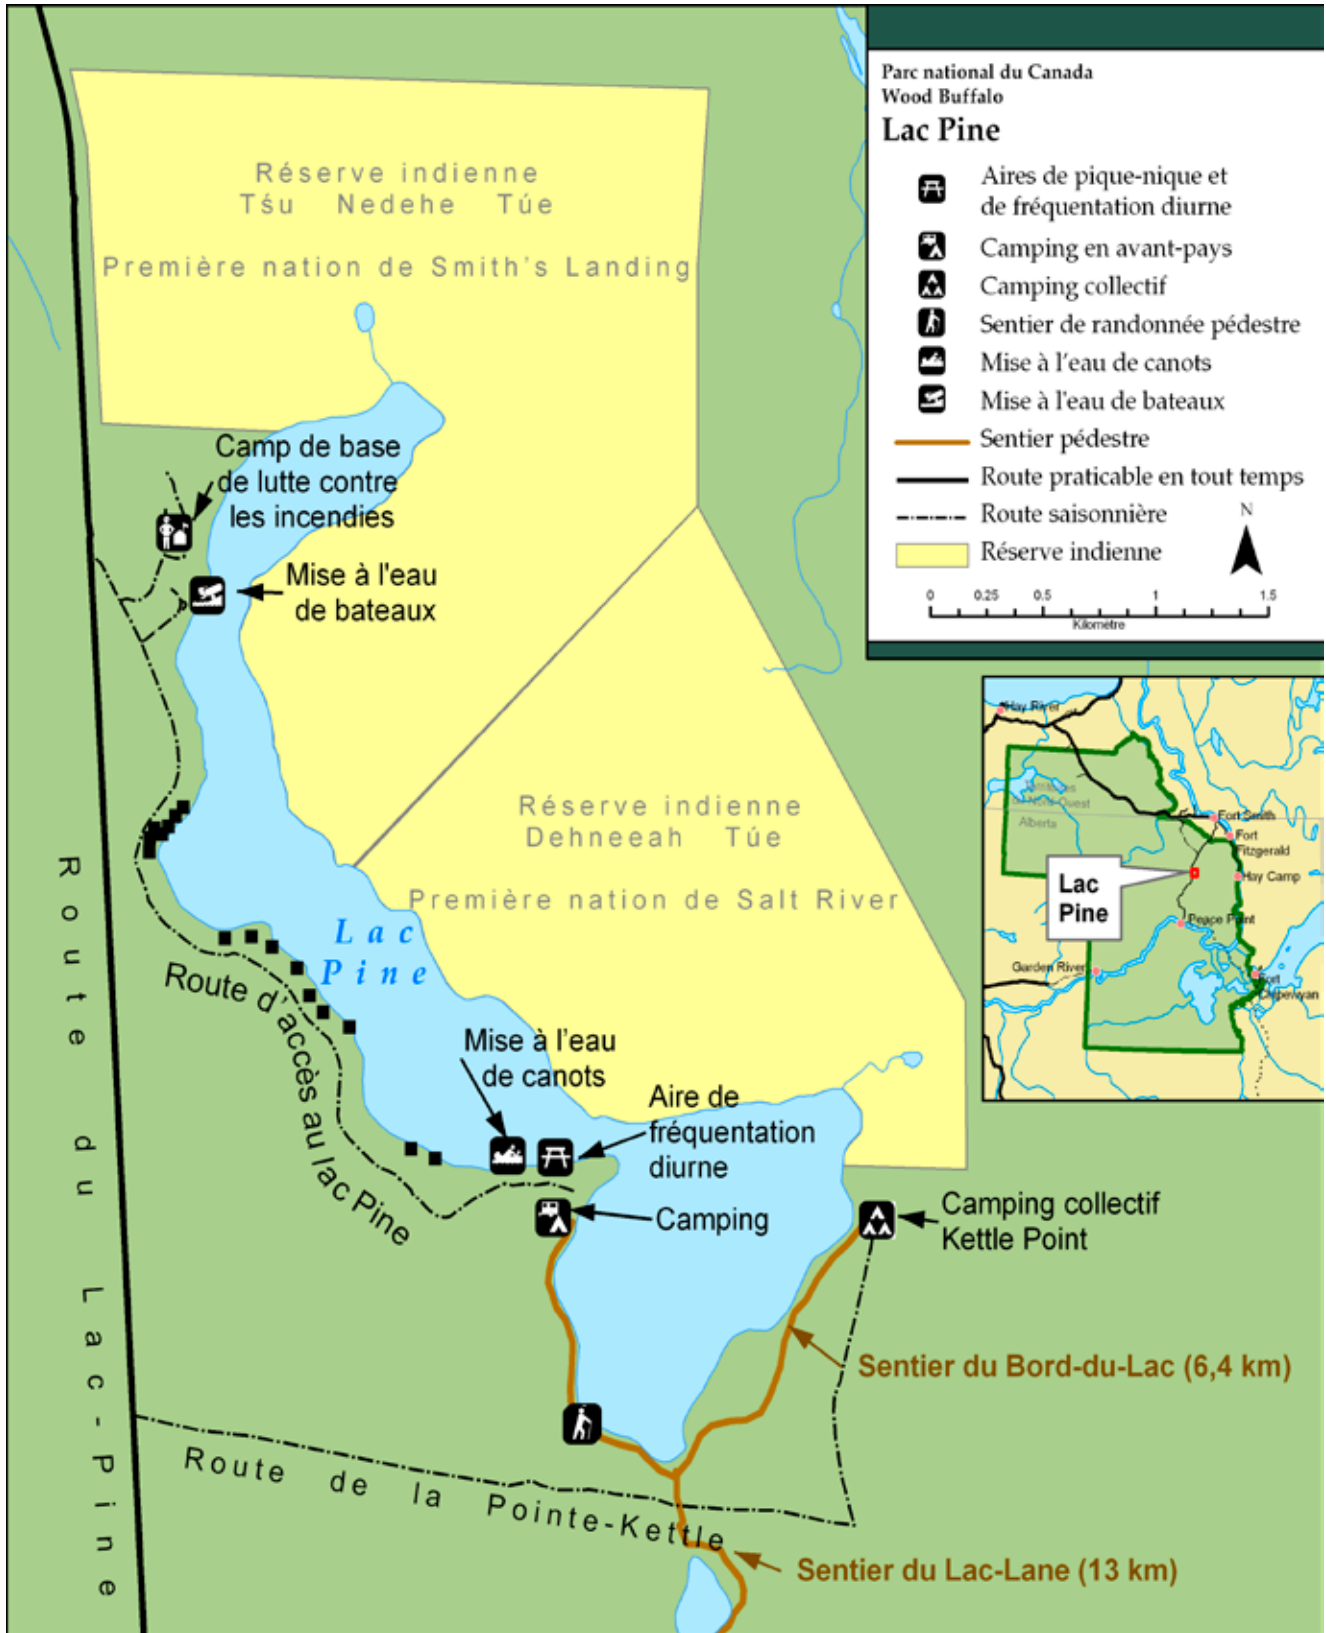 Parc national du Canada
Wood Buffalo
Lac Pine
Aires de pique-nique et
de fréquentation diurne
Camping en avant-pays
Camping collectif
Sentier de randonnée pédestre
Mise à l'eau de canots
Mise à l'eau de bateaux
Sentier pédestre
Route praticable en tout temps
Route saisonnière
Réserve indienne
N
0 0.25 0.5 1 1.5
Kilomètre
Réserve indienne
Tśu Nedehe Túe
Première nation de Smith's Landing
Camp de base
de lutte contre
les incendies
Mise à l'eau
de bateaux
Réserve indienne
Dehneeah Túe
Première nation de Salt River
Lac
Pine
Route d'accès au lac Pine
Mise à l'eau
de canots
Aire de
fréquentation
diurne
Camping
Camping collectif
Kettle Point
Sentier du Bord-du-Lac (6,4 km)
Route de la Pointe-Kettle
Sentier du Lac-Lane (13 km)
Route du Lac-Pine
Hay River
Territoires
du Nord-Ouest
Alberta
Fort Smith
Fort
Fitzgerald
Hay Camp
Lac
Pine
Peace Point
Garden River
Fort
Chipewyan